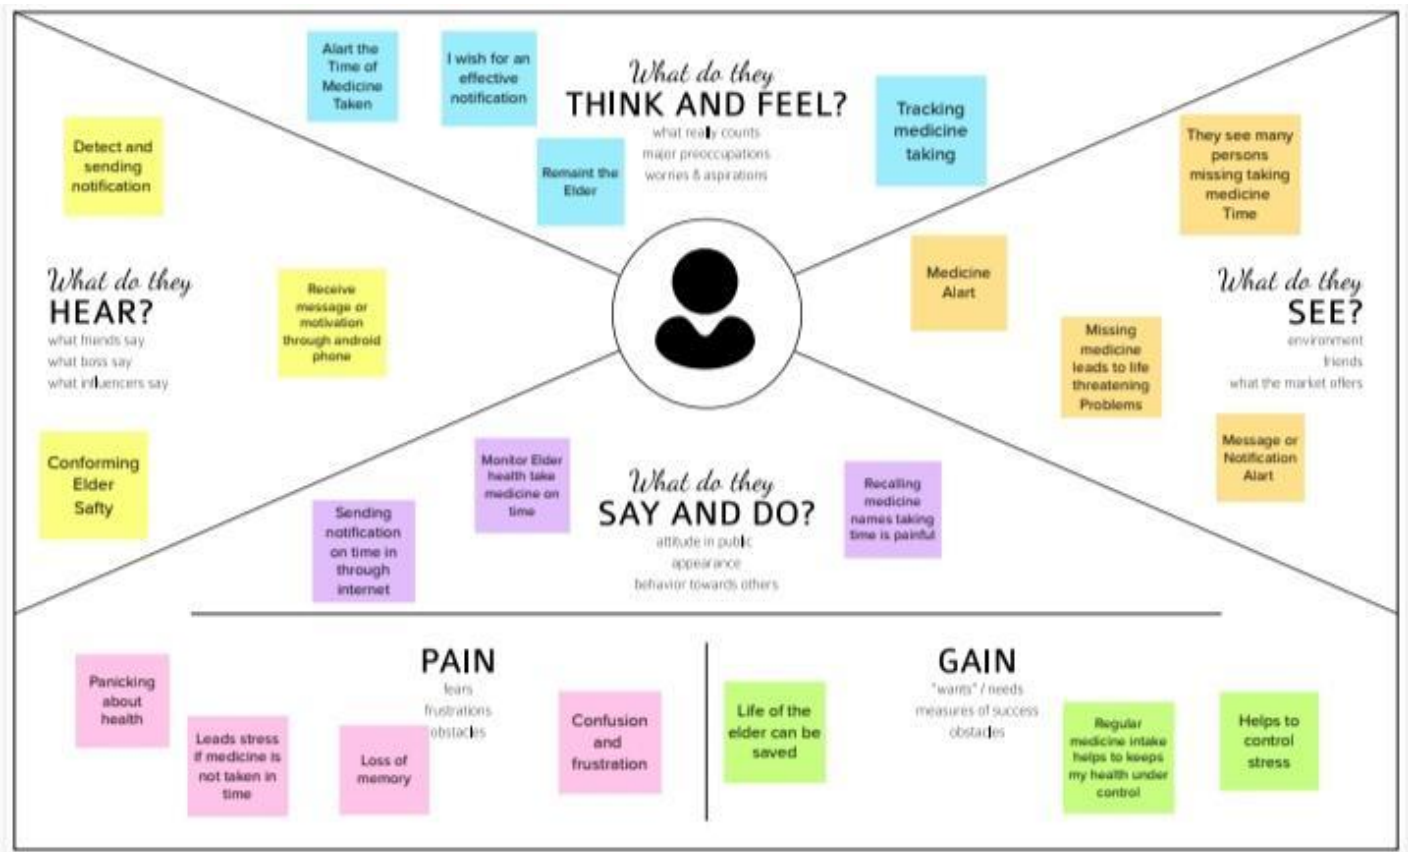 Alart the
Time of
Medicine
Taken
I wish for an
effective
notification
Remaint the
Elder
What do they
THINK AND FEEL?
what really counts
major preoccupations
worries & aspirations
Tracking
medicine
taking
Detect and
sending
notification
What do they
HEAR?
what friends say
what boss say
what influencers say
Receive
message or
motivation
through android
phone
Conforming
Elder
Safty
They see many
persons
missing taking
medicine
Time
Medicine
Alart
What do they
SEE?
environment
friends
what the market offers
Missing
medicine
leads to life
threatening
Problems
Message or
Notification
Alart
Sending
notification
on time in
through
internet
Monitor Elder
health take
medicine on
time
What do they
SAY AND DO?
attitude in public
appearance
behavior towards others
Recalling
medicine
names taking
time is painful
PAIN
fears
frustrations
obstacles
Panicking
about
health
Leads stress
if medicine is
not taken in
time
Loss of
memory
Confusion
and
frustration
GAIN
"wants" / needs
measures of success
obstacles
Life of the
elder can be
saved
Regular
medicine intake
helps to keeps
my health under
control
Helps to
control
stress